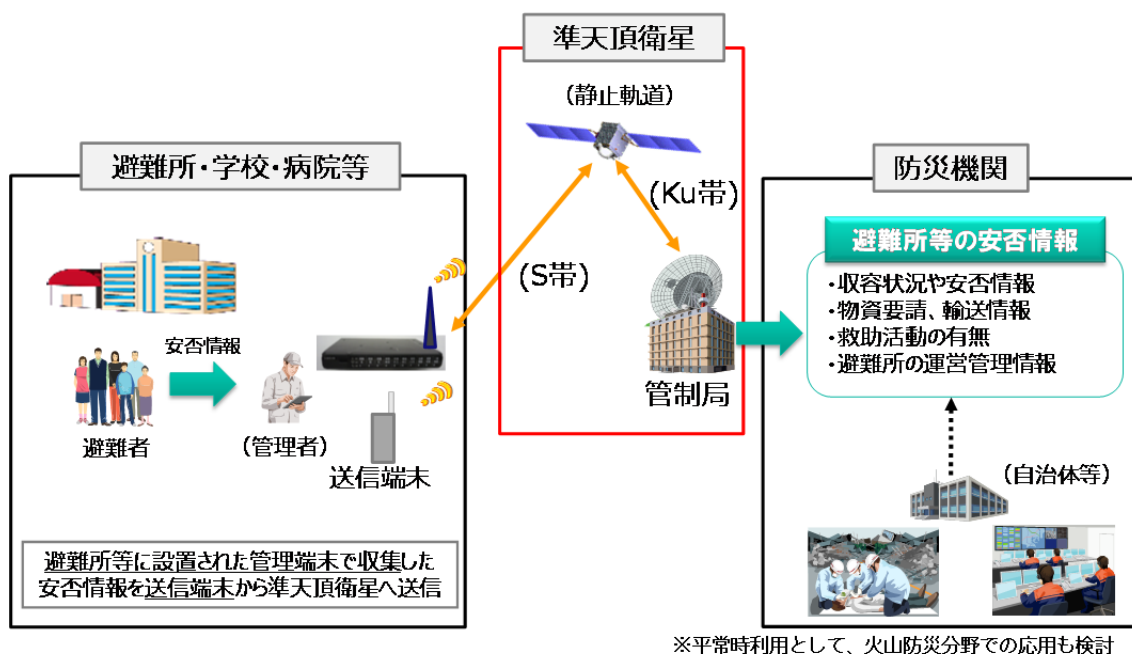 準天頂衛星
(静止軌道)
(Ku帯)
(S帯)
管制局
避難所・学校・病院等
安否情報
避難者
(管理者)
送信端末
避難所等に設置された管理端末で収集した
安否情報を送信端末から準天頂衛星へ送信
防災機関
避難所等の安否情報
・収容状況や安否情報
・物資要請、輸送情報
・救助活動の有無
・避難所の運営管理情報
(自治体等)
※平常時利用として、火山防災分野での応用も検討